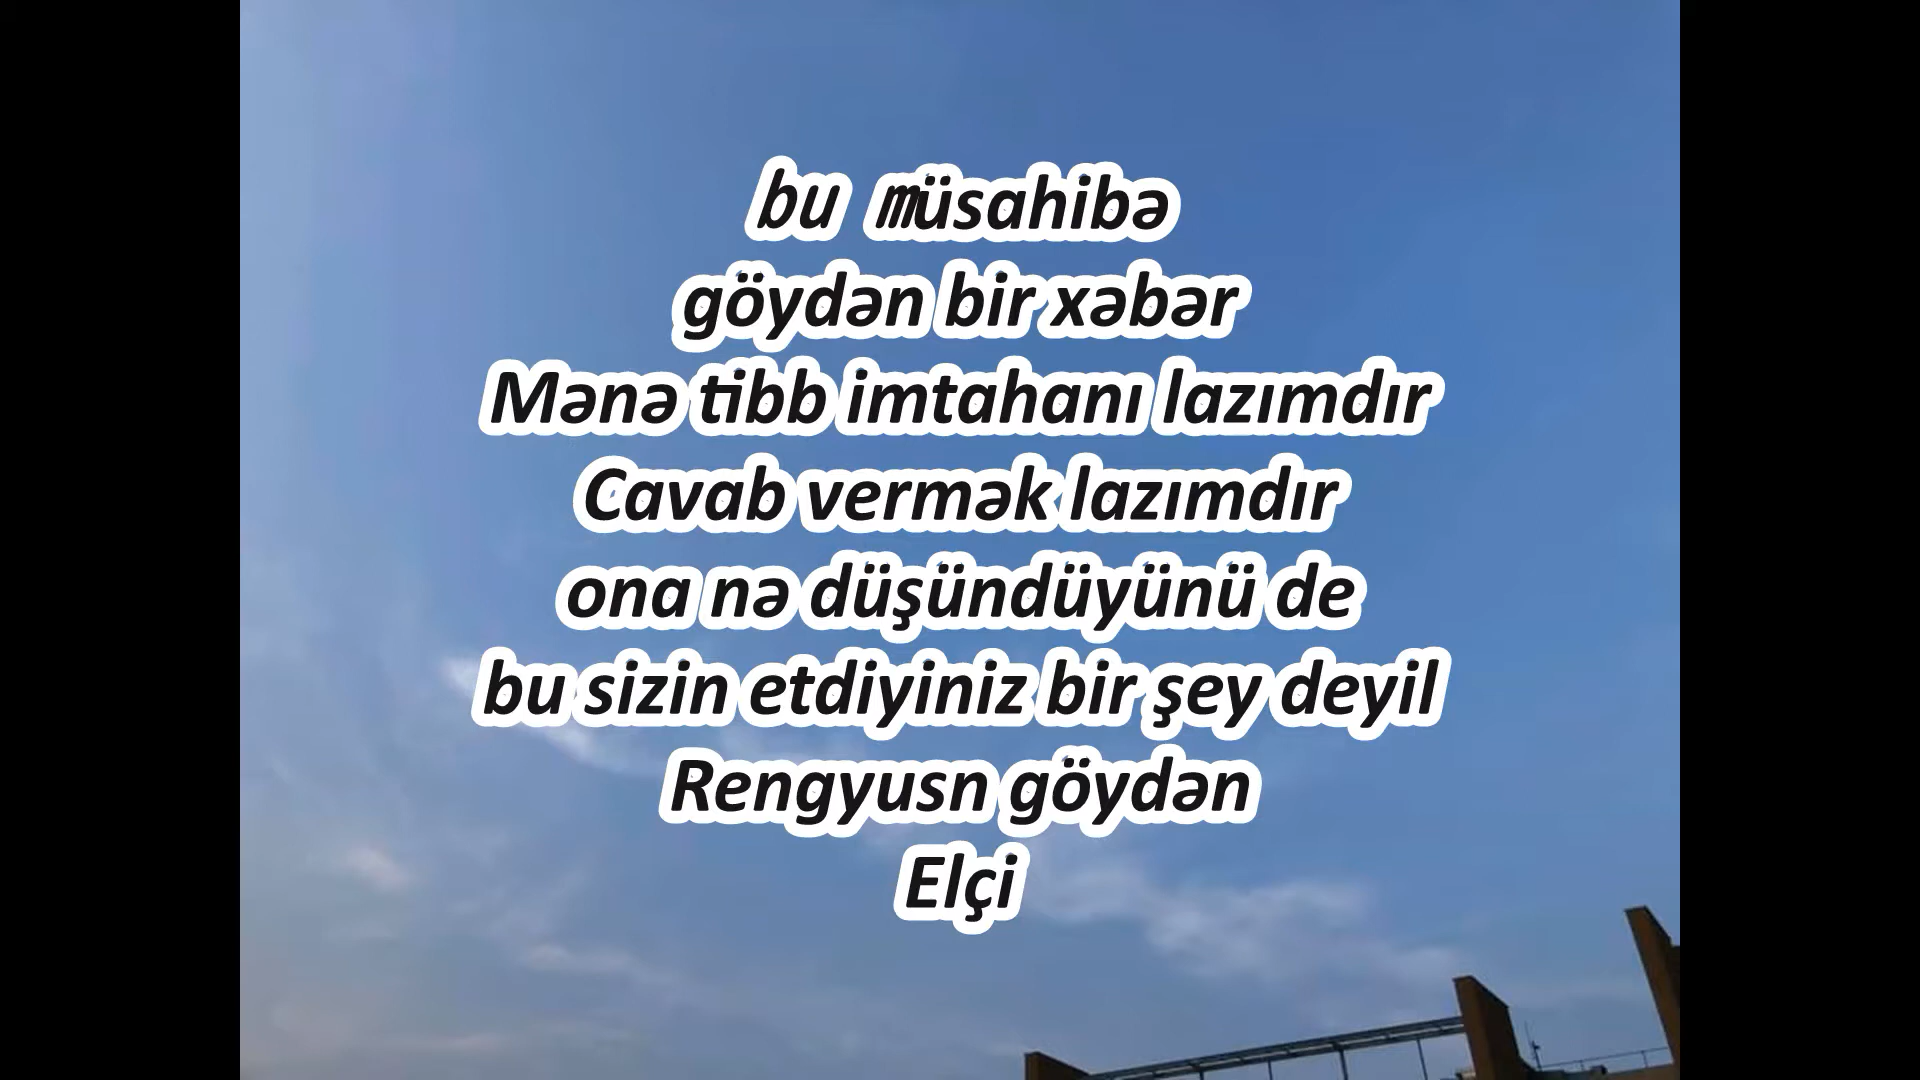 bu müsahibə
göydən bir xəbər
Mənə tibb imtahanı lazımdır
Cavab vermək lazımdır
ona nə düşündüyünü de
bu sizin etdiyiniz bir şey deyil
Rengyusn göydən
Elçi